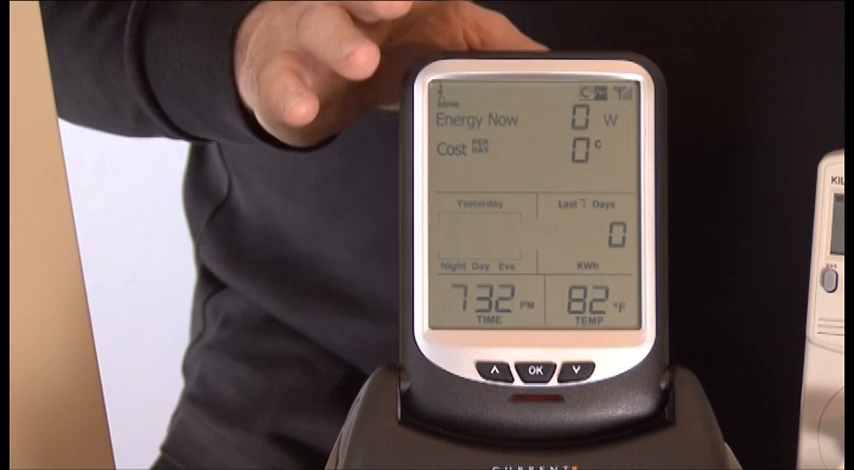 Energy Now 0 W
Cost PER DAY 0 c
Yesterday
Last 7 Days
0
Night Day Eve
KWh
7 32 PM
82 °F
TIME
TEMP
OK
CURRENT
KIL